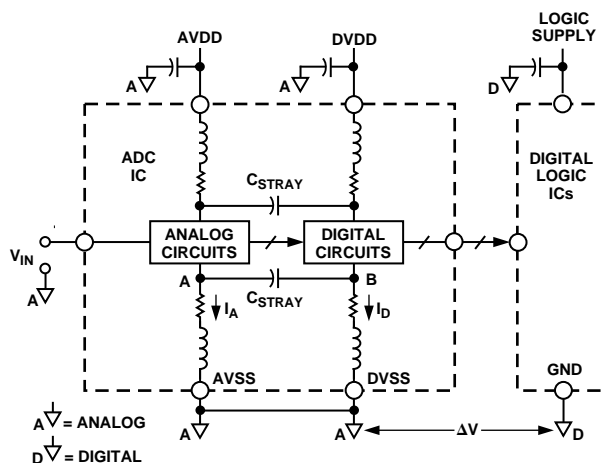 AVDD
DVDD
LOGIC
SUPPLY
A
A
D
ADC
IC
CSTRAY
DIGITAL
LOGIC
ICs
VIN
ANALOG
CIRCUITS
DIGITAL
CIRCUITS
A
A
CSTRAY
B
IA
ID
AVSS
DVSS
GND
A
A
ΔV
D
A = ANALOG
D = DIGITAL